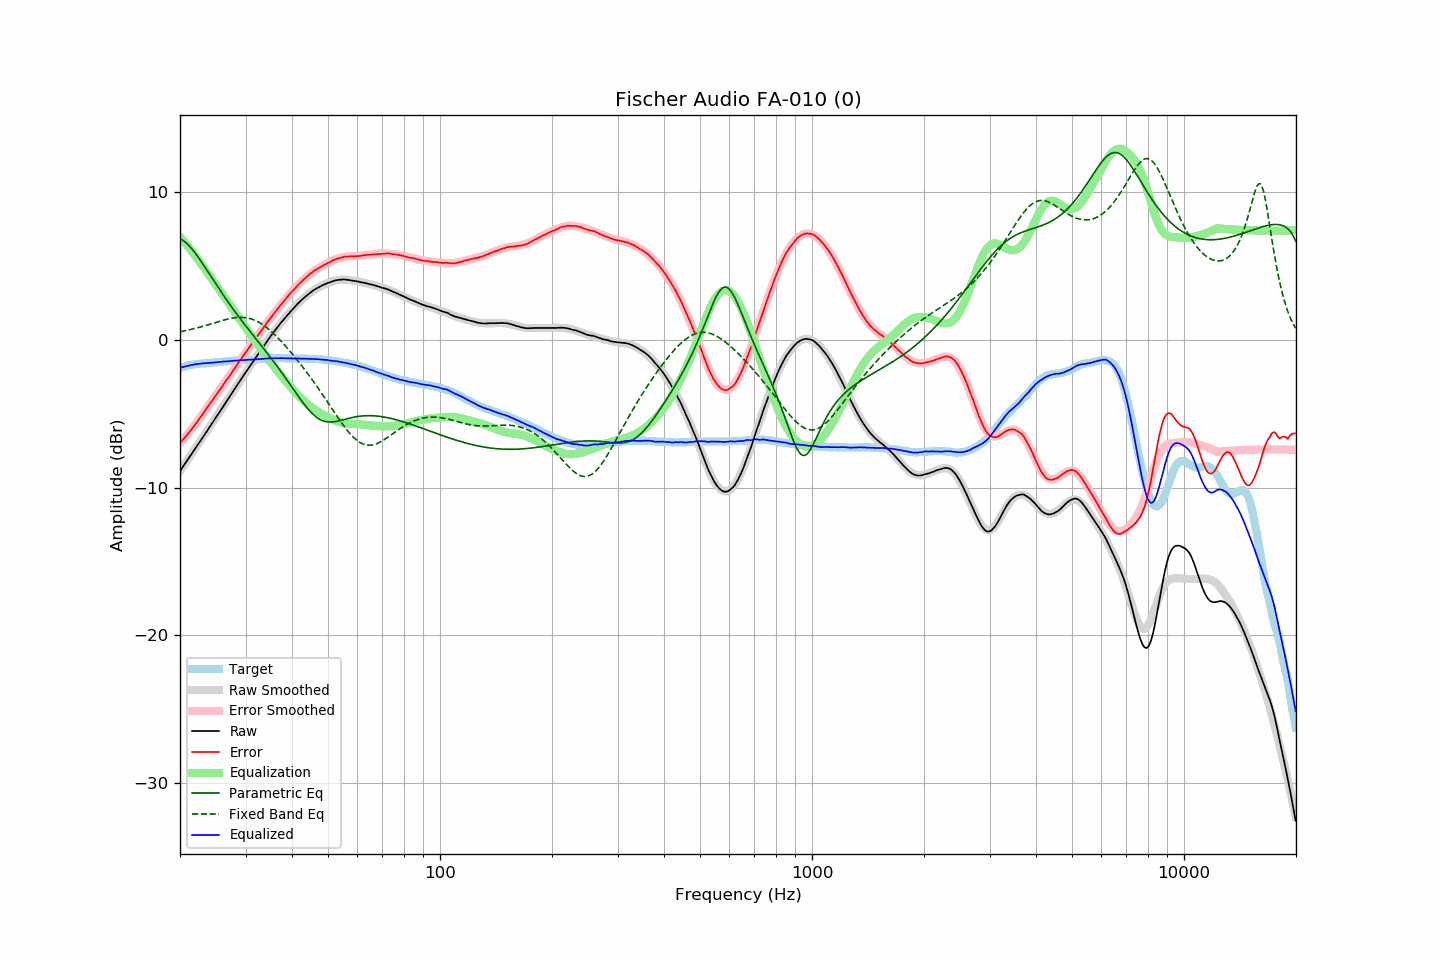 Fischer Audio FA-010 (0)
Amplitude (dBr)
10
0
−10
−20
−30
Target
Raw Smoothed
Error Smoothed
Raw
Error
Equalization
Parametric Eq
Fixed Band Eq
Equalized
100
1000
10000
Frequency (Hz)